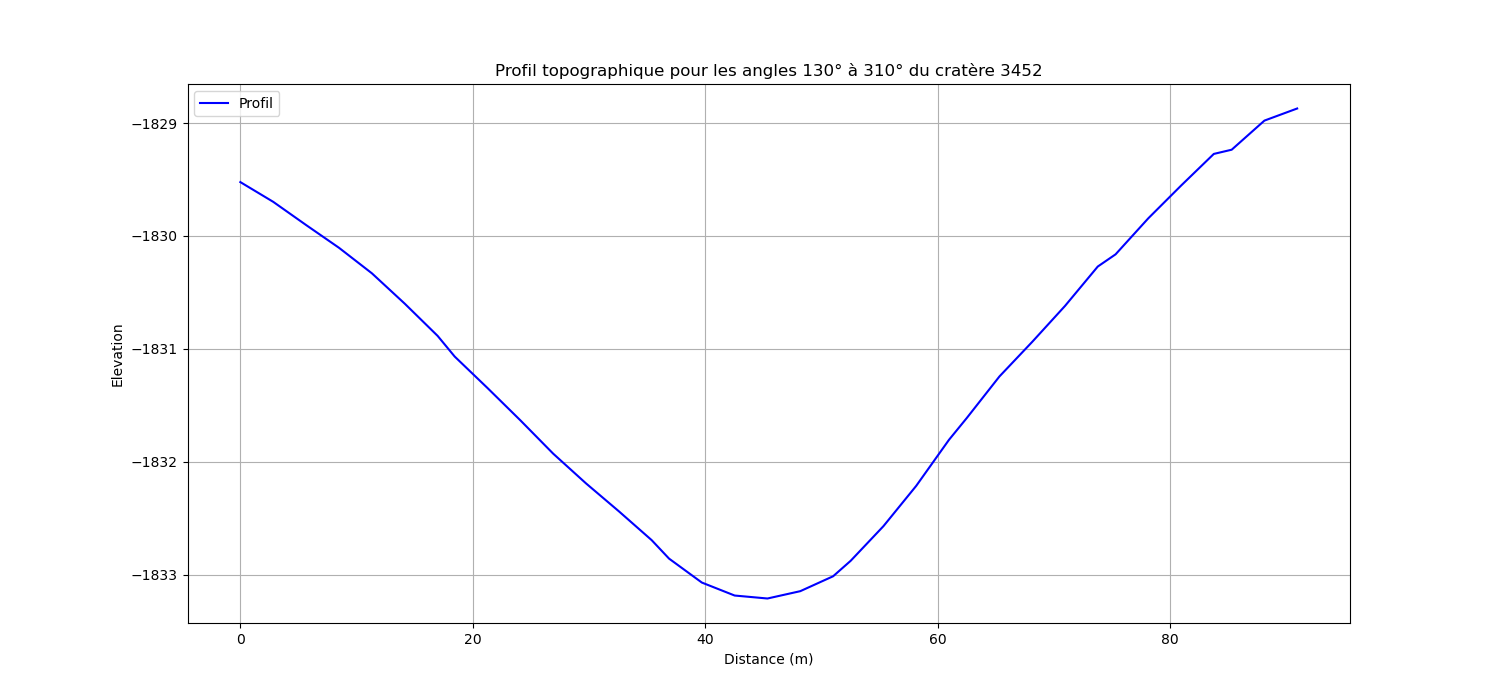 Profil topographique pour les angles 130° à 310° du cratère 3452
Profil
−1829
−1830
−1831
−1832
−1833
Elevation
0 20 40 60 80
Distance (m)